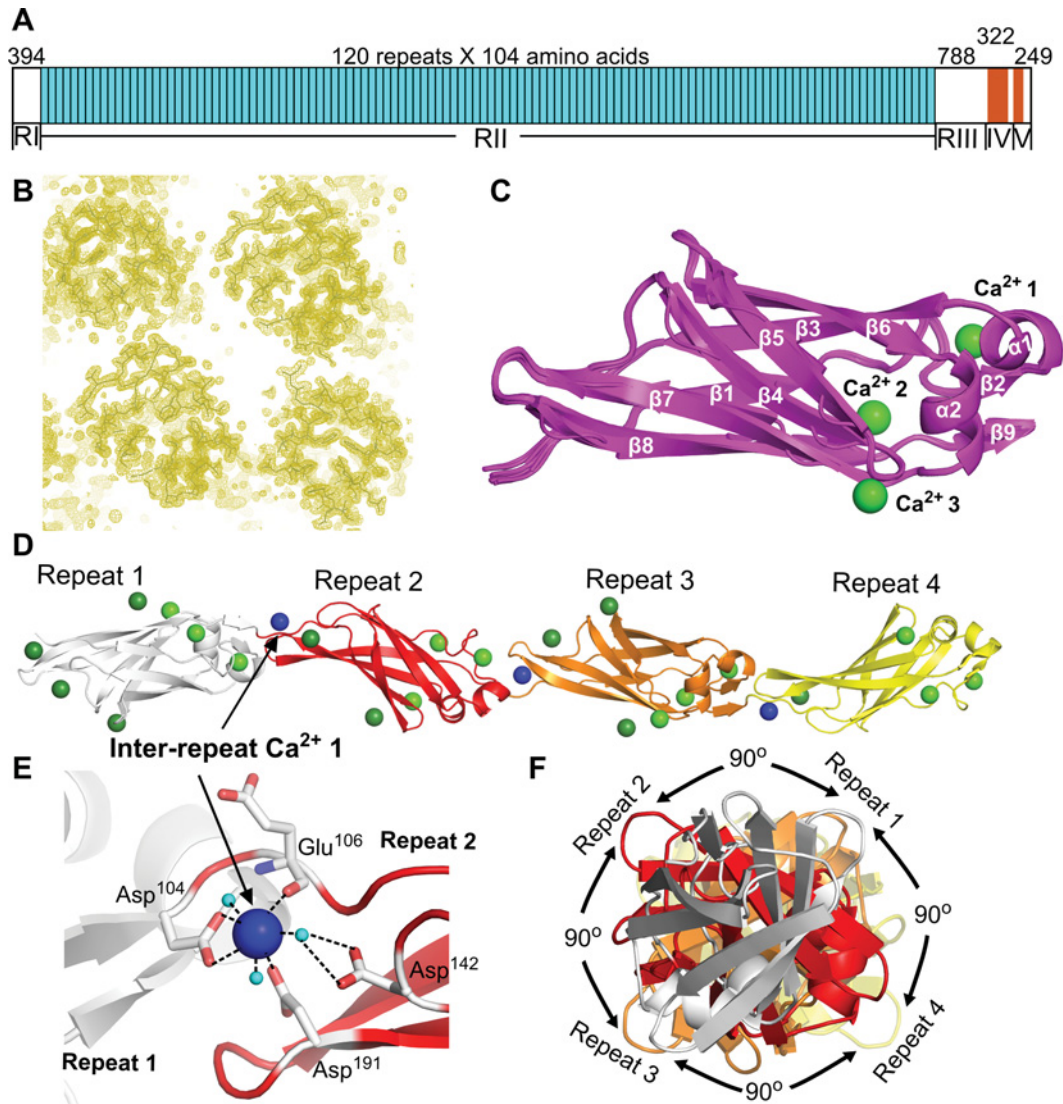 A
394 120 repeats X 104 amino acids 788 322 249
RI RII RIII IV V
B
C
Ca²⁺ 1
β3 β6 α1
β5
Ca²⁺ 2 β2
β7 β1 β4 α2
β8 β9
Ca²⁺ 3
D
Repeat 1 Repeat 2 Repeat 3 Repeat 4
Inter-repeat Ca²⁺ 1
E
Glu¹⁰⁶ Repeat 2
Asp¹⁰⁴
Asp¹⁴²
Repeat 1
Asp¹⁹¹
F
90º
Repeat 2 Repeat 1
90º 90º
Repeat 3 Repeat 4
90º